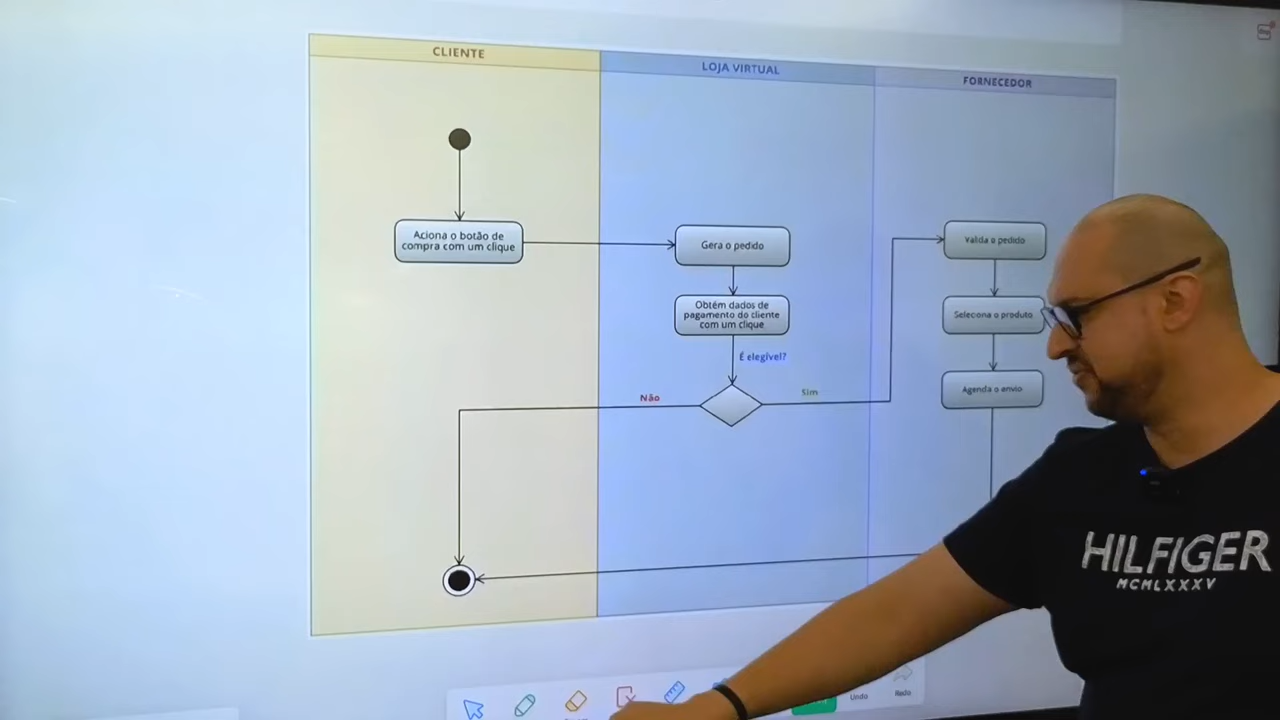 CLIENTE
LOJA VIRTUAL
FORNECEDOR
Aciona o botão de
compra com um clique
Gera o pedido
Valida o pedido
Obtém dados de
pagamento do cliente
com um clique
Seleciona o produto
É elegível?
Agenda o envio
Não
Sim
HILFIGER
MCMLXXXV
Undo
Redo